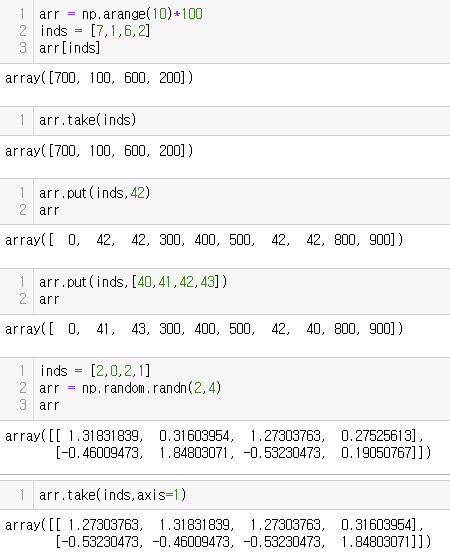 1 arr = np.arange(10)*100
2 inds = [7,1,6,2]
3 arr[inds]
array([700, 100, 600, 200])
1 arr.take(inds)
array([700, 100, 600, 200])
1 arr.put(inds,42)
2 arr
array([  0,  42,  42, 300, 400, 500,  42,  42, 800, 900])
1 arr.put(inds,[40,41,42,43])
2 arr
array([  0,  41,  43, 300, 400, 500,  42,  40, 800, 900])
1 inds = [2,0,2,1]
2 arr = np.random.randn(2,4)
3 arr
array([[ 1.31831839,  0.31603954,  1.27303763,  0.27525613],
[-0.46009473,  1.84803071, -0.53230473,  0.19050767]])
1 arr.take(inds,axis=1)
array([[ 1.27303763,  1.31831839,  1.27303763,  0.31603954],
[-0.53230473, -0.46009473, -0.53230473,  1.84803071]])